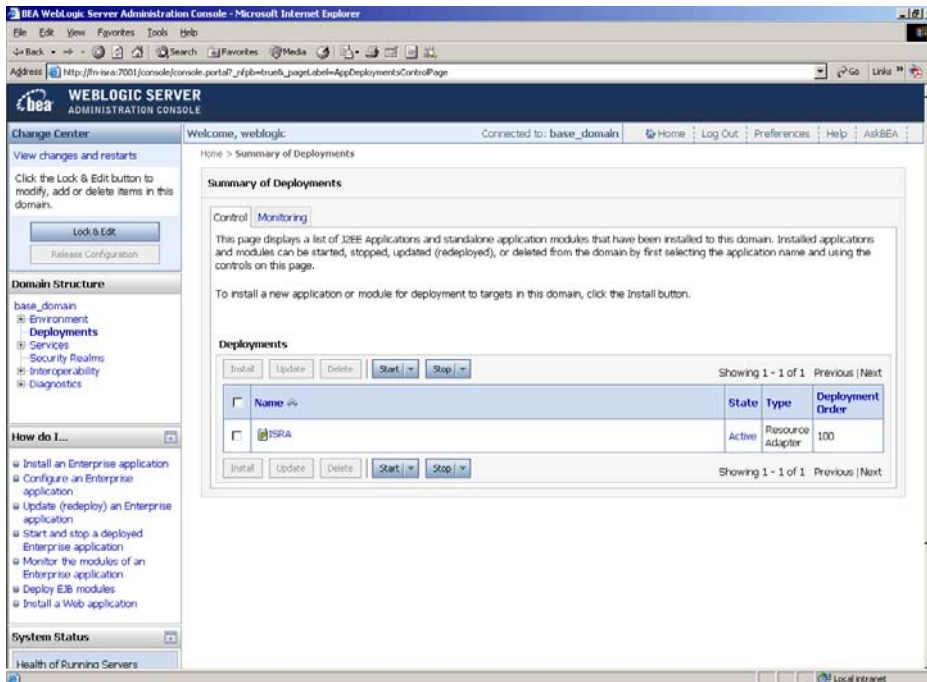 BEA WebLogic Server Administration Console - Microsoft Internet Explorer
File Edit View Favorites Tools Help
Back Search Favorites Media
Address http://fn-isra:7001/console/console.portal?_nfpb=true&_pageLabel=AppDeploymentsControlPage Go Links »
bea WEBLOGIC SERVER
ADMINISTRATION CONSOLE
Change Center
View changes and restarts
Click the Lock & Edit button to
modify, add or delete items in this
domain.
Lock & Edit
Release Configuration
Domain Structure
base_domain
Environment
Deployments
Services
Security Realms
Interoperability
Diagnostics
How do I...
Install an Enterprise application
Configure an Enterprise
application
Update (redeploy) an Enterprise
application
Start and stop a deployed
Enterprise application
Monitor the modules of an
Enterprise application
Deploy EJB modules
Install a Web application
System Status
Health of Running Servers
Welcome, weblogic Connected to: base_domain Home Log Out Preferences Help AskBEA
Home > Summary of Deployments
Summary of Deployments
Control Monitoring
This page displays a list of J2EE Applications and standalone application modules that have been installed to this domain. Installed applications
and modules can be started, stopped, updated (redeployed), or deleted from the domain by first selecting the application name and using the
controls on this page.
To install a new application or module for deployment to targets in this domain, click the Install button.
Deployments
Install Update Delete Start Stop Showing 1 - 1 of 1 Previous | Next
Name State Type Deployment
Order
ISRA Active Resource
Adapter 100
Install Update Delete Start Stop Showing 1 - 1 of 1 Previous | Next
Local intranet